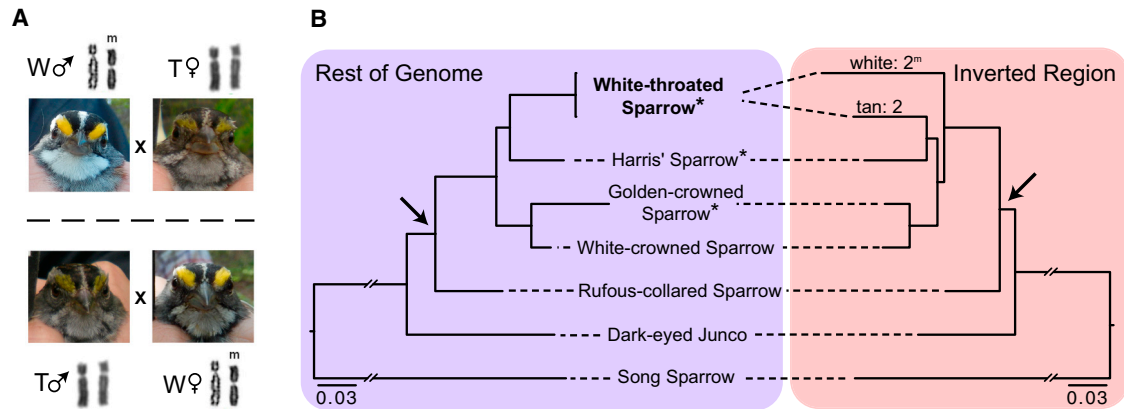 A
m
W♂
T♀
x
x
T♂
m
W♀
B
Rest of Genome
Inverted Region
White-throated
Sparrow*
white: 2ᵐ
tan: 2
Harris' Sparrow*
Golden-crowned
Sparrow*
White-crowned Sparrow
Rufous-collared Sparrow
Dark-eyed Junco
Song Sparrow
0.03
0.03